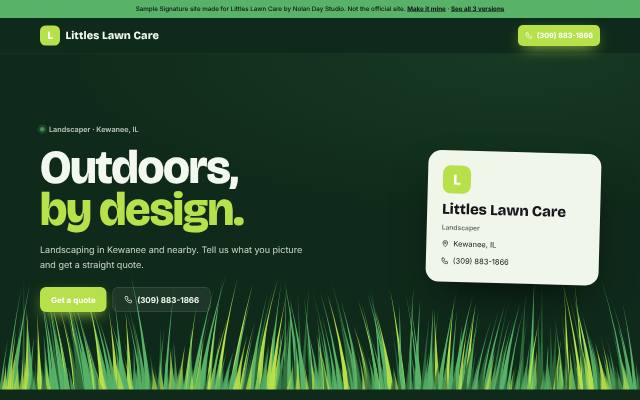 Sample Signature site made for Littles Lawn Care by Nolan Day Studio. Not the official site. Make it mine · See all 3 versions
L Littles Lawn Care
(309) 883-1866
Landscaper · Kewanee, IL
Outdoors,
by design.
Landscaping in Kewanee and nearby. Tell us what you picture
and get a straight quote.
Get a quote
(309) 883-1866
L
Littles Lawn Care
Landscaper
Kewanee, IL
(309) 883-1866